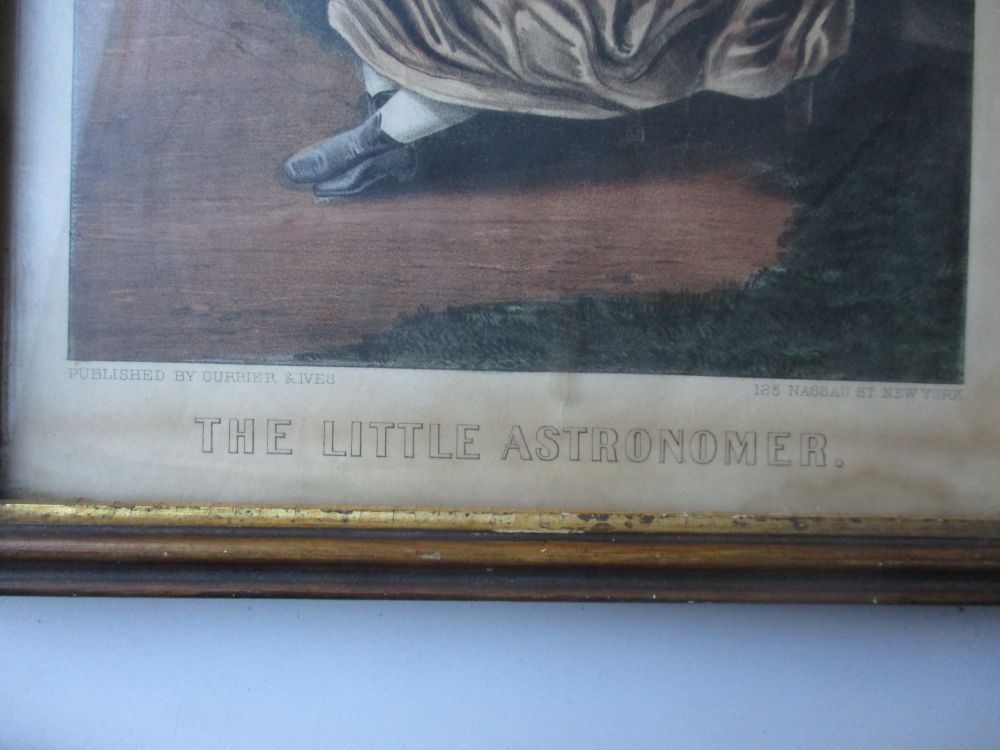 PUBLISHED BY CURRIER & IVES
125 NASSAU ST. NEW YORK
THE LITTLE ASTRONOMER.